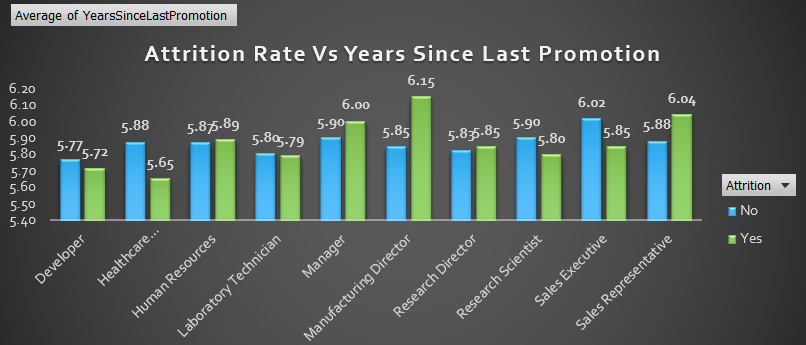 Average of YearsSinceLastPromotion
Attrition Rate Vs Years Since Last Promotion
6.20
6.10
6.00
5.90
5.80
5.70
5.60
5.50
5.40
5.77
5.72
5.88
5.65
5.87
5.89
5.80
5.79
5.90
6.00
5.85
6.15
5.83
5.85
5.90
5.80
6.02
5.85
5.88
6.04
Developer
Healthcare...
Human Resources
Laboratory Technician
Manager
Manufacturing Director
Research Director
Research Scientist
Sales Executive
Sales Representative
Attrition
No
Yes